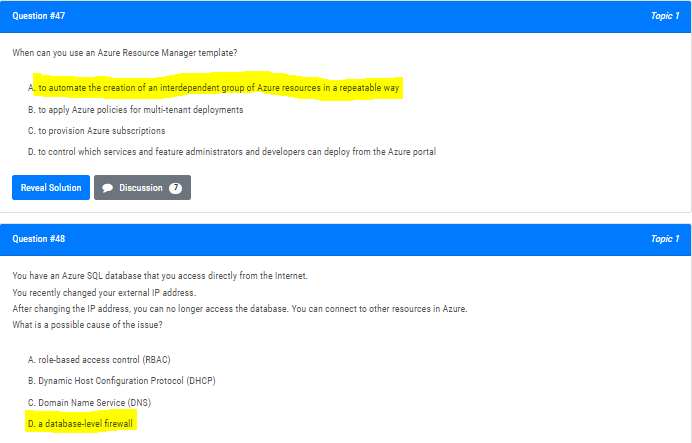 Question #47 Topic 1
When can you use an Azure Resource Manager template?
A. to automate the creation of an interdependent group of Azure resources in a repeatable way
B. to apply Azure policies for multi-tenant deployments
C. to provision Azure subscriptions
D. to control which services and feature administrators and developers can deploy from the Azure portal
Reveal Solution Discussion 7
Question #48 Topic 1
You have an Azure SQL database that you access directly from the Internet.
You recently changed your external IP address.
After changing the IP address, you can no longer access the database. You can connect to other resources in Azure.
What is a possible cause of the issue?
A. role-based access control (RBAC)
B. Dynamic Host Configuration Protocol (DHCP)
C. Domain Name Service (DNS)
D. a database-level firewall